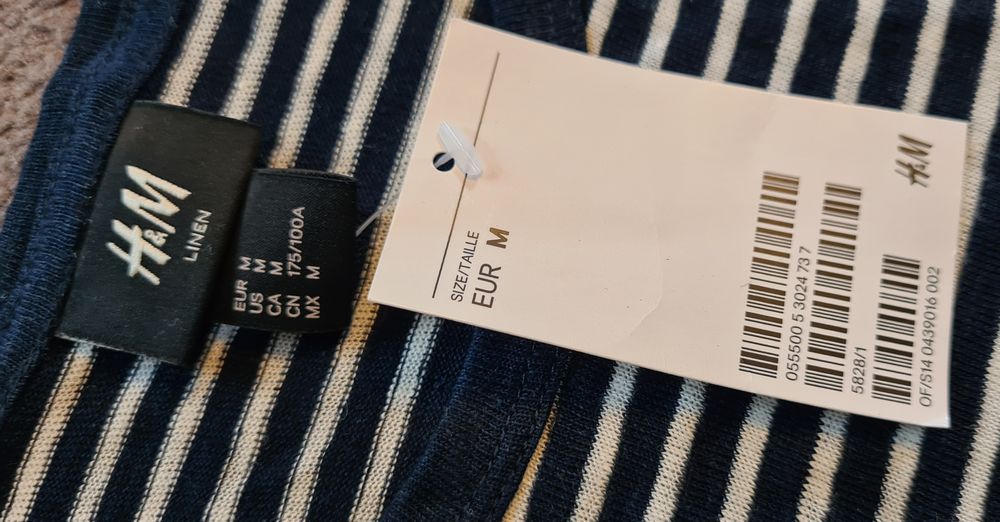 H&M
LINEN
EUR M
US M
CA M
CN 175/100A
MX M
SIZE/TAILLE
EUR M
H&M
055500 5 3024 73 7
5828/1
OF/S14 0439016 002